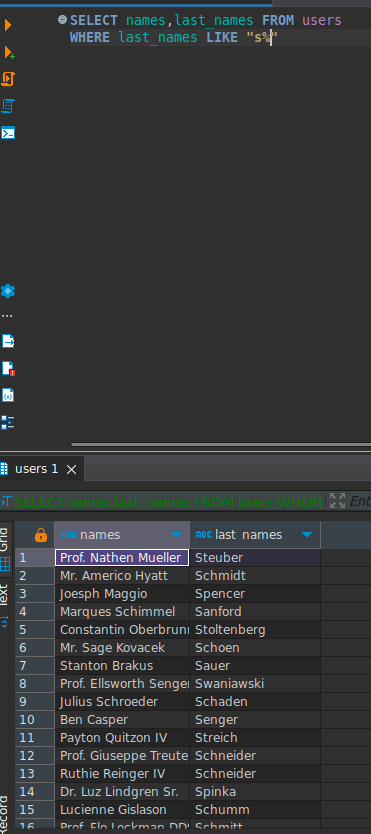 SELECT names,last_names FROM users
WHERE last_names LIKE "s%"
...
users 1
SELECT names,last_names FROM users WHERE
Ent
Grid
Text
Record
names last_names
1 Prof. Nathen Mueller Steuber
2 Mr. Americo Hyatt Schmidt
3 Joesph Maggio Spencer
4 Marques Schimmel Sanford
5 Constantin Oberbrun Stoltenberg
6 Mr. Sage Kovacek Schoen
7 Stanton Brakus Sauer
8 Prof. Ellsworth Senger Swaniawski
9 Julius Schroeder Schaden
10 Ben Casper Senger
11 Payton Quitzon IV Streich
12 Prof. Giuseppe Treute Schneider
13 Ruthie Reinger IV Schneider
14 Dr. Luz Lindgren Sr. Spinka
15 Lucienne Gislason Schumm
16 Prof. Flo Lockman DDS Schmitt